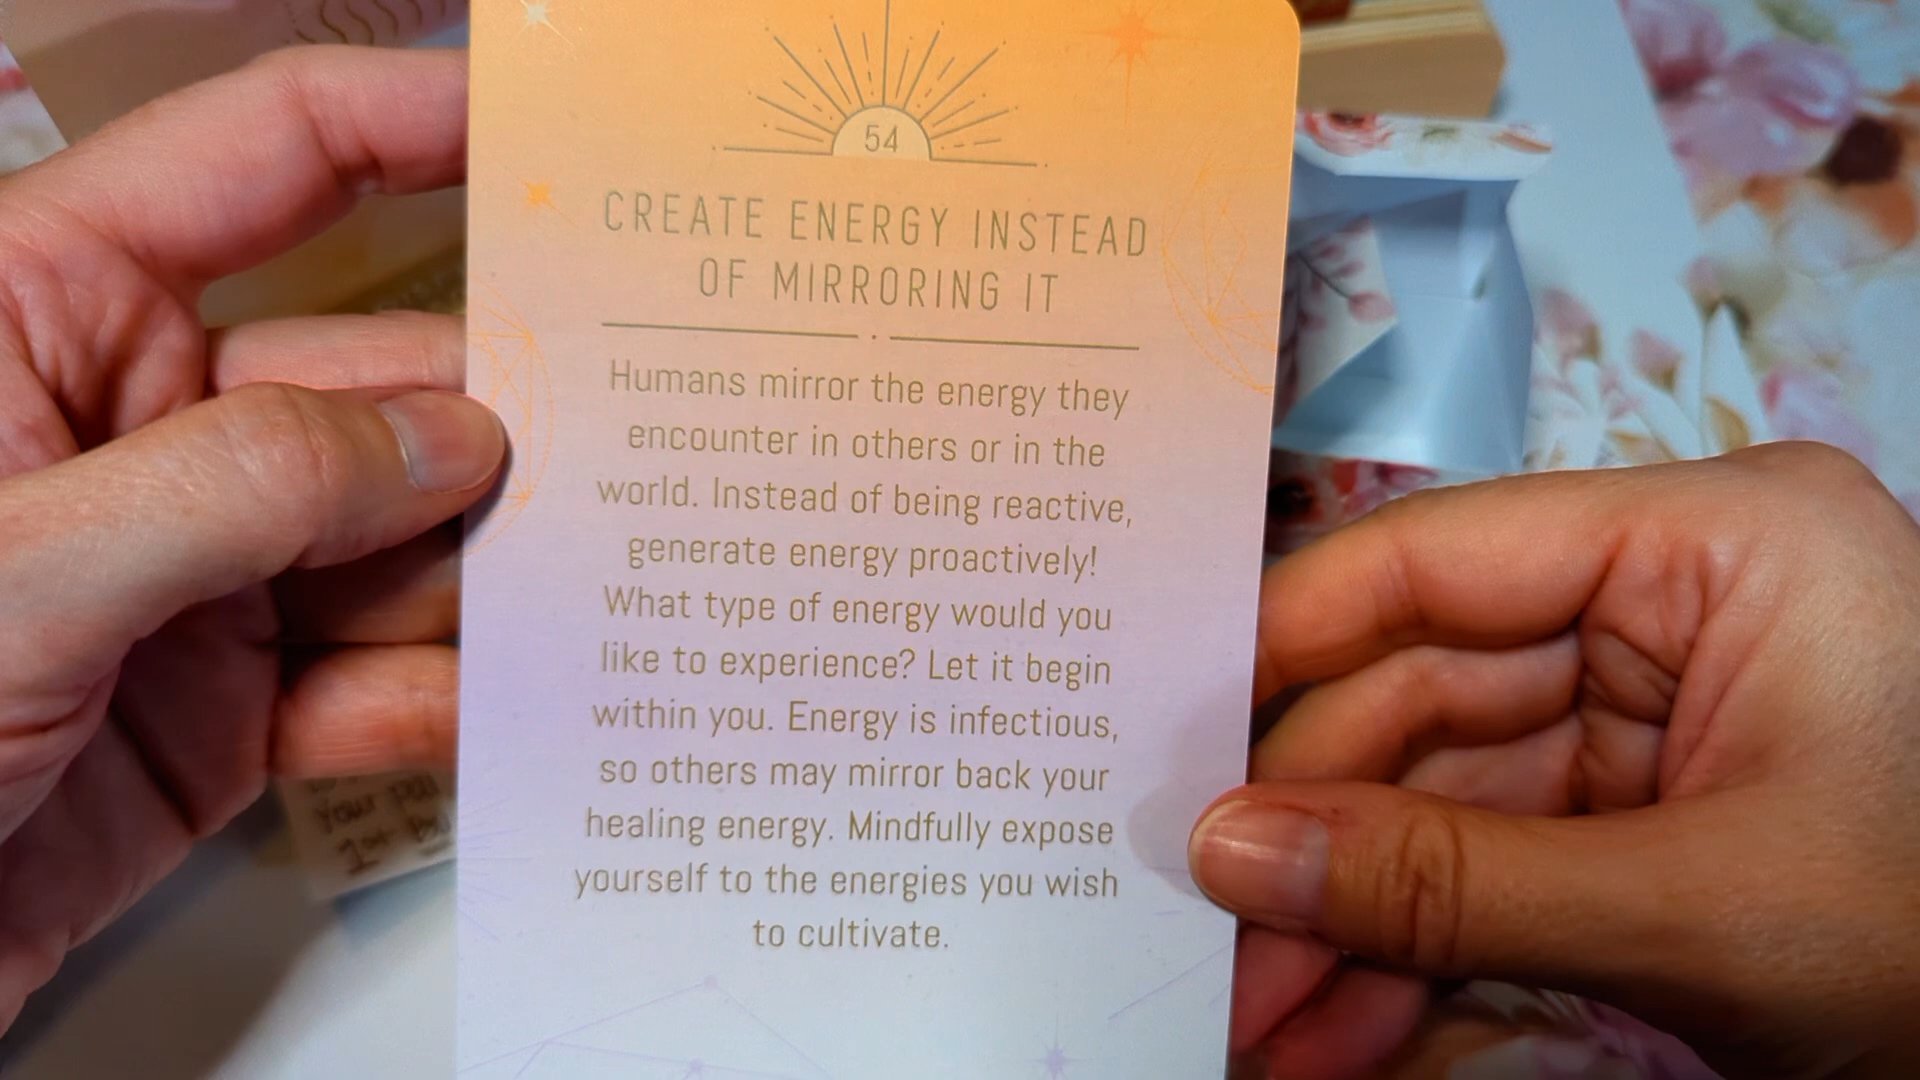 54
CREATE ENERGY INSTEAD
OF MIRRORING IT
Humans mirror the energy they
encounter in others or in the
world. Instead of being reactive,
generate energy proactively!
What type of energy would you
like to experience? Let it begin
within you. Energy is infectious,
so others may mirror back your
healing energy. Mindfully expose
yourself to the energies you wish
to cultivate.
your
1st